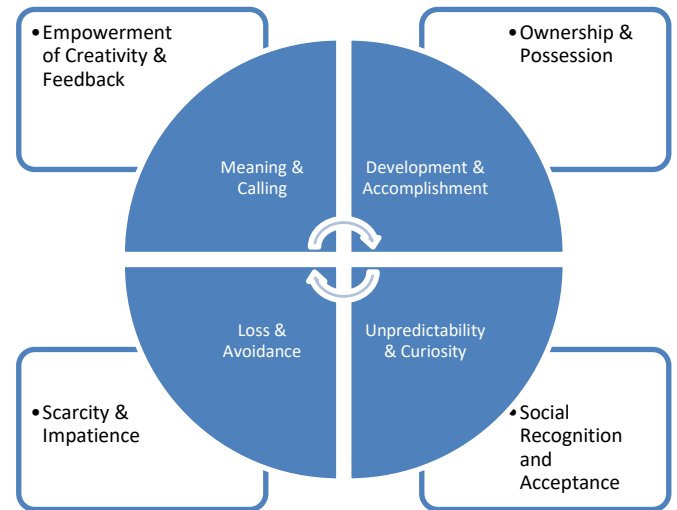 •Empowerment
of Creativity &
Feedback
•Ownership &
Possession
Meaning &
Calling
Development &
Accomplishment
Loss &
Avoidance
Unpredictability
& Curiosity
•Scarcity &
Impatience
•Social
Recognition
and
Acceptance